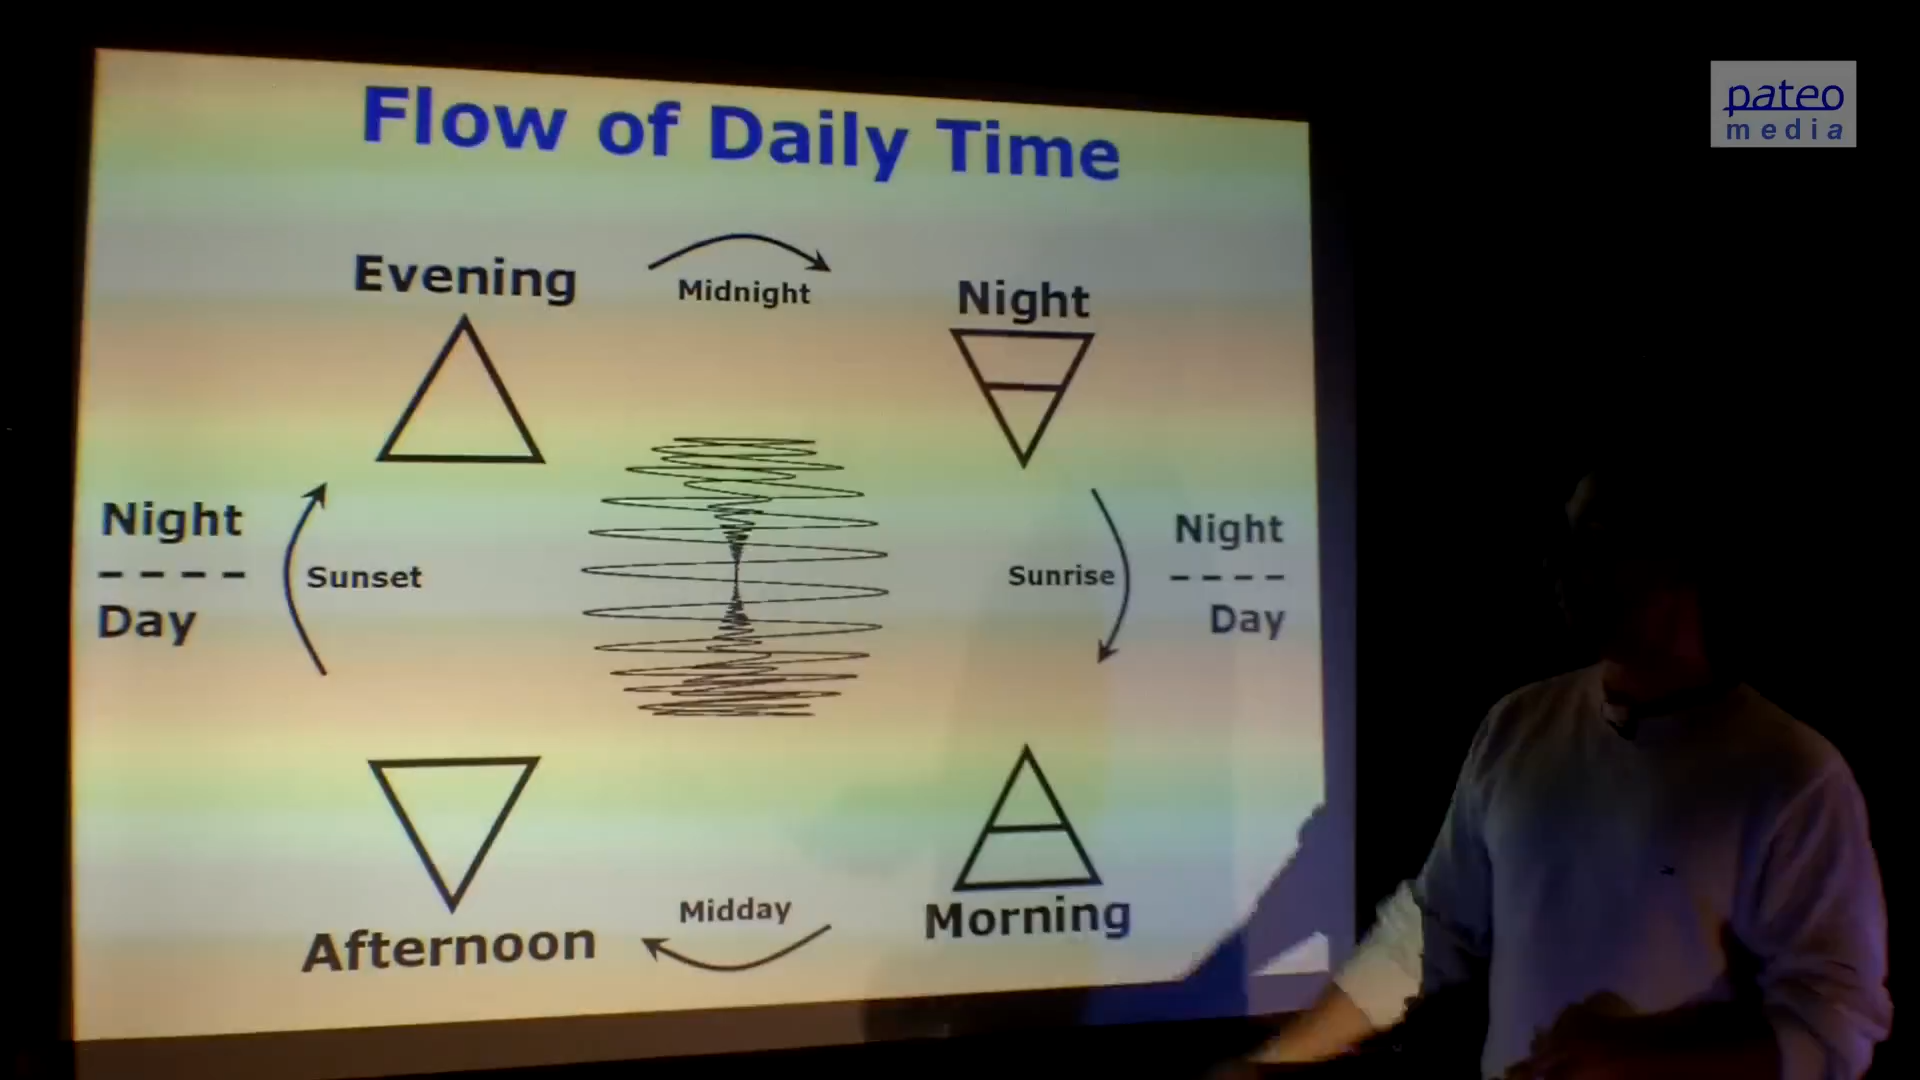 pateo
media
Flow of Daily Time
Evening
Midnight
Night
Night
Day
Sunset
Sunrise
Night
Day
Afternoon
Midday
Morning